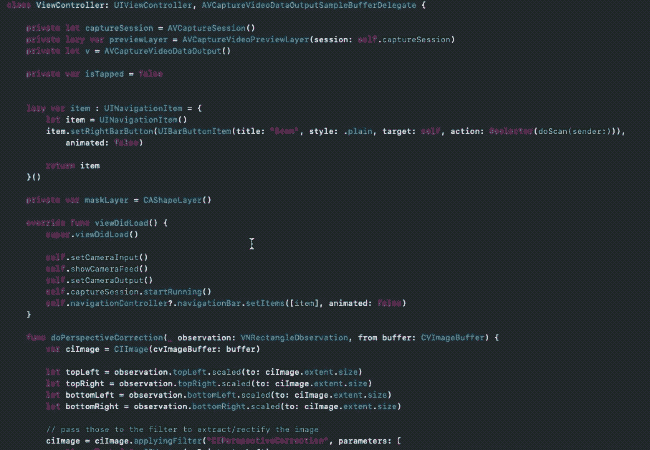 class ViewController: UIViewController, AVCaptureVideoDataOutputSampleBufferDelegate {
private let captureSession = AVCaptureSession()
private lazy var previewLayer = AVCaptureVideoPreviewLayer(session: self.captureSession)
private let v = AVCaptureVideoDataOutput()
private var isTapped = false
lazy var item : UINavigationItem = {
let item = UINavigationItem()
item.setRightBarButton(UIBarButtonItem(title: "Scan", style: .plain, target: self, action: #selector(doScan(sender:))),
animated: false)
return item
}()
private var maskLayer = CAShapeLayer()
override func viewDidLoad() {
super.viewDidLoad()
self.setCameraInput()
self.showCameraFeed()
self.setCameraOutput()
self.captureSession.startRunning()
self.navigationController?.navigationBar.setItems([item], animated: false)
}
func doPerspectiveCorrection(_ observation: VNRectangleObservation, from buffer: CVImageBuffer) {
var ciImage = CIImage(cvImageBuffer: buffer)
let topLeft = observation.topLeft.scaled(to: ciImage.extent.size)
let topRight = observation.topRight.scaled(to: ciImage.extent.size)
let bottomLeft = observation.bottomLeft.scaled(to: ciImage.extent.size)
let bottomRight = observation.bottomRight.scaled(to: ciImage.extent.size)
// pass those to the filter to extract/rectify the image
ciImage = ciImage.applyingFilter("CIPerspectiveCorrection", parameters: [